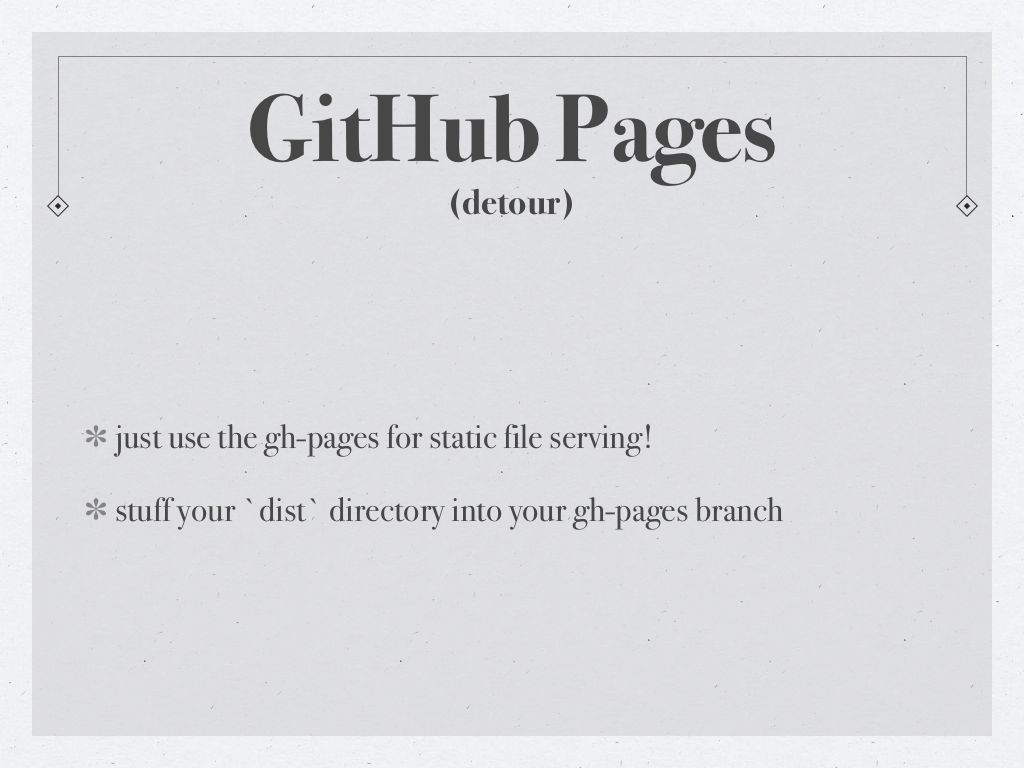 GitHub Pages
(detour)
✻ just use the gh-pages for static file serving!
✻ stuff your `dist` directory into your gh-pages branch